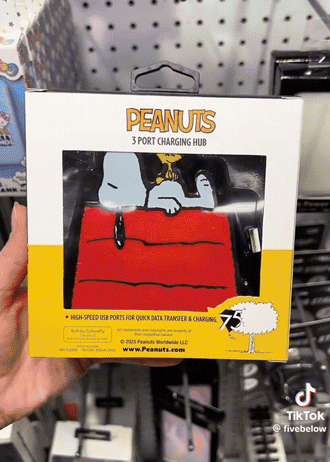 PEANUTS
3 PORT CHARGING HUB
• HIGH-SPEED USB PORTS FOR QUICK DATA TRANSFER & CHARGING.
75
© 2025 Peanuts Worldwide LLC
www.Peanuts.com
TikTok
@ fivebelow